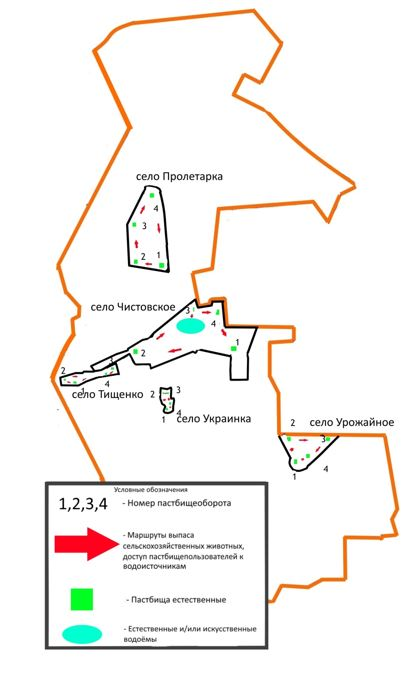 село Пролетарка
4
3
2 1
село Чистовское
3
4
2
1
2
3
1
4
село Тищенко
2 3
1 4
село Украинка
село Урожайное
2 3
1 4
Условные обозначения
1,2,3,4 - Номер пастбищеоборота
- Маршруты выпаса
сельскохозяйственных животных,
доступ пастбищепользователей к
водоисточникам
- Пастбища естественные
- Естественные и/или искусственные
водоёмы